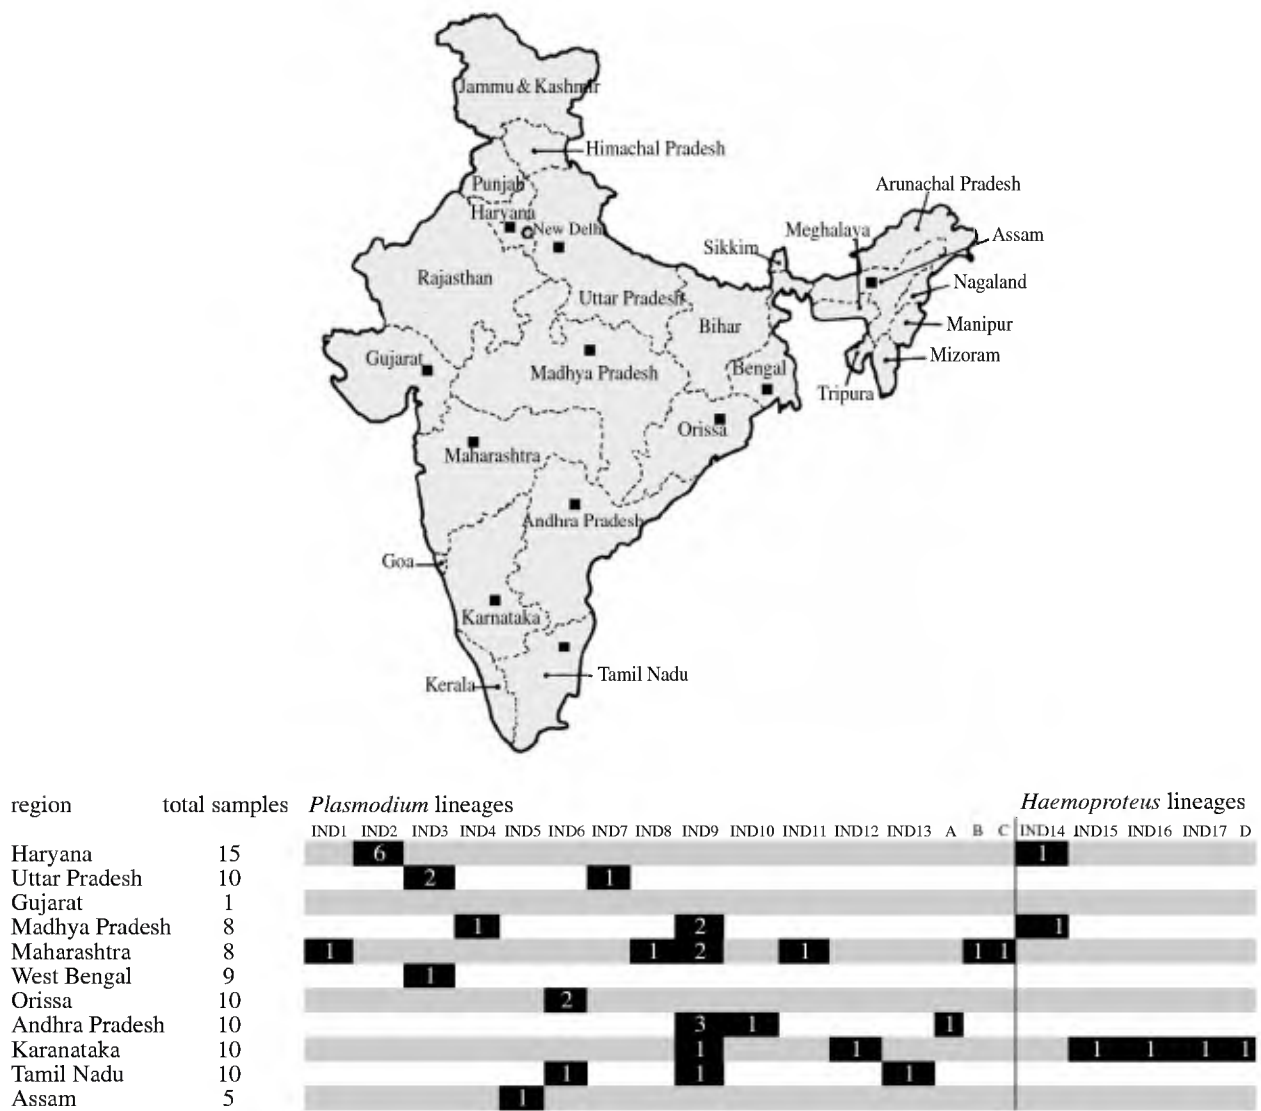 Jammu & Kashmir
Himachal Pradesh
Punjab
Arunachal Pradesh
Haryana
New Delhi
Meghalaya
Assam
Sikkim
Rajasthan
Nagaland
Uttar Pradesh
Bihar
Manipur
Gujarat
Madhya Pradesh
Bengal
Mizoram
Tripura
Orissa
Maharashtra
Andhra Pradesh
Goa
Karnataka
Kerala
Tamil Nadu
region total samples Plasmodium lineages Haemoproteus lineages
IND1 IND2 IND3 IND4 IND5 IND6 IND7 IND8 IND9 IND10 IND11 IND12 IND13 A B C IND14 IND15 IND16 IND17 D
Haryana 15 6 1
Uttar Pradesh 10 2 1
Gujarat 1
Madhya Pradesh 8 1 2 1
Maharashtra 8 1 1 2 1 1 1
West Bengal 9 1
Orissa 10 2
Andhra Pradesh 10 3 1 1
Karanataka 10 1 1 1 1 1 1
Tamil Nadu 10 1 1 1
Assam 5 1